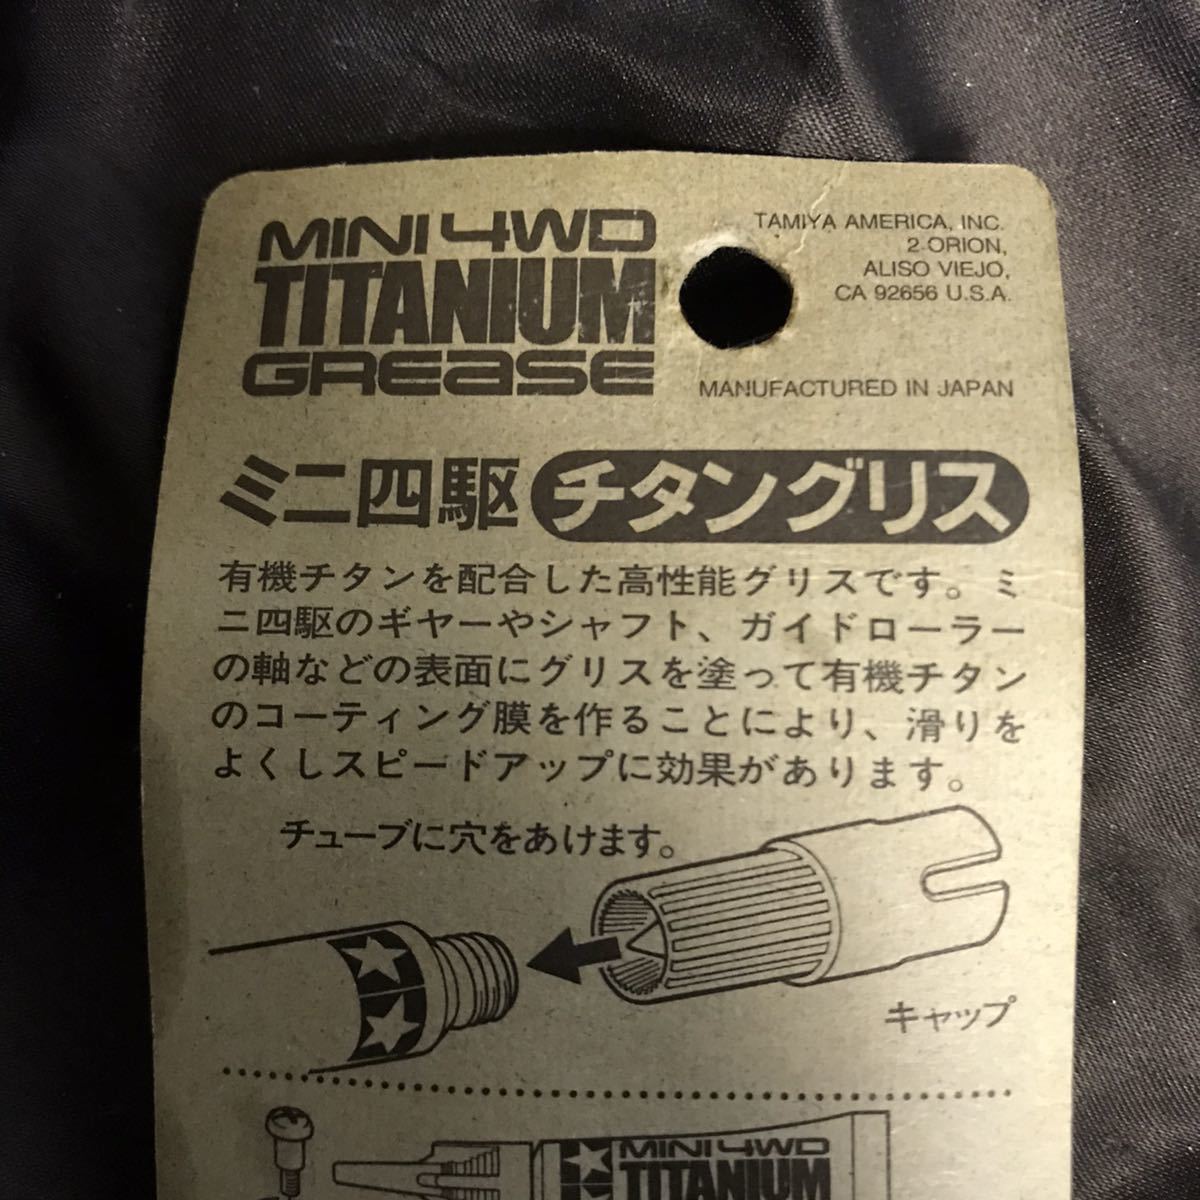 MINI 4WD
TITANIUM
GREASE
TAMIYA AMERICA, INC.
2 ORION,
ALISO VIEJO,
CA 92656 U.S.A.
MANUFACTURED IN JAPAN
ミニ四駆 チタングリス
有機チタンを配合した高性能グリスです。ミ
ニ四駆のギヤーやシャフト、ガイドローラー
の軸などの表面にグリスを塗って有機チタン
のコーティング膜を作ることにより、滑りを
よくしスピードアップに効果があります。
チューブに穴をあけます。
キャップ
MINI 4WD
TITANIUM